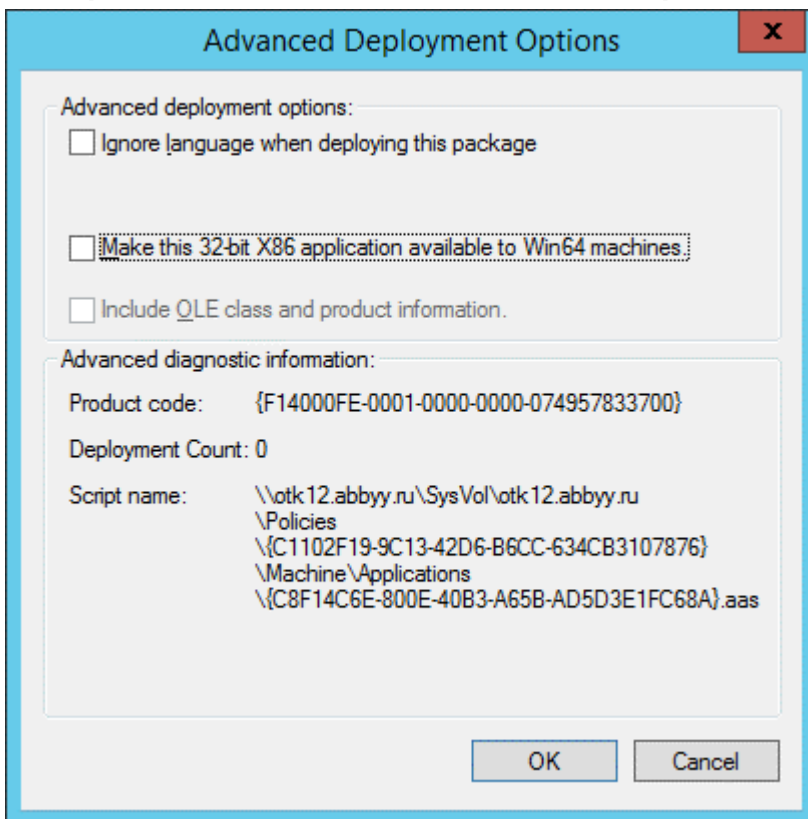 Advanced Deployment Options
x
Advanced deployment options:
Ignore language when deploying this package
Make this 32-bit X86 application available to Win64 machines.
Include OLE class and product information.
Advanced diagnostic information:
Product code: {F14000FE-0001-0000-0000-074957833700}
Deployment Count: 0
Script name: \\otk12.abbyy.ru\SysVol\otk12.abbyy.ru
\Policies
\{C1102F19-9C13-42D6-B6CC-634CB3107876}
\Machine\Applications
\{C8F14C6E-800E-40B3-A65B-AD5D3E1FC68A}.aas
OK Cancel